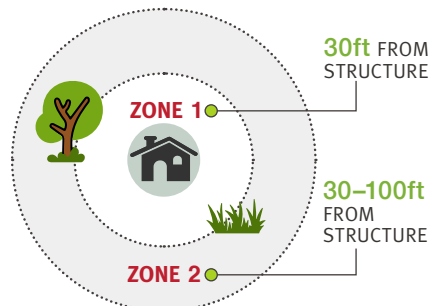 30ft FROM
STRUCTURE
ZONE 1
30–100ft
FROM
STRUCTURE
ZONE 2